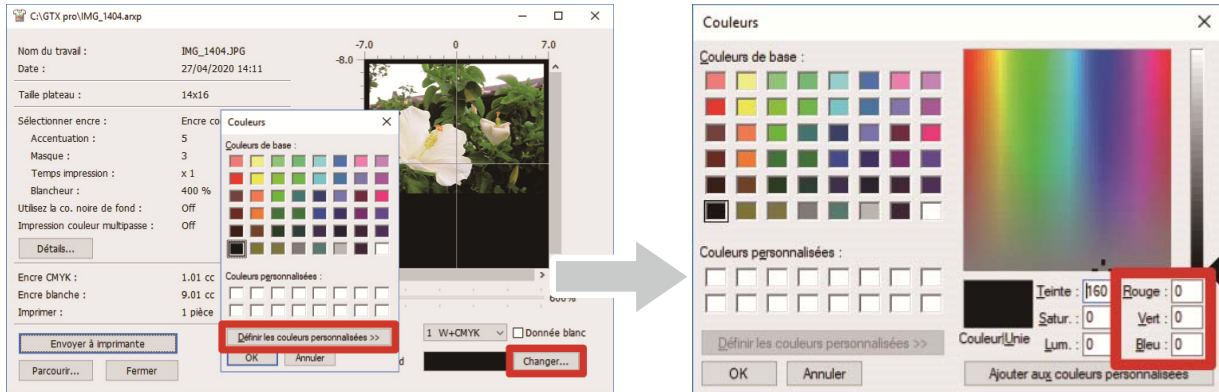 C:\GTX pro\IMG_1404.arxp
Nom du travail : IMG_1404.JPG
Date : 27/04/2020 14:11
Taille plateau : 14x16
Sélectionner encre : Encre co
Accentuation : 5
Masque : 3
Temps impression : x 1
Blancheur : 400 %
Utilisez la co. noire de fond : Off
Impression couleur multipasse : Off
Détails...
Encre CMYK : 1.01 cc
Encre blanche : 9.01 cc
Imprimer : 1 pièce
Envoyer à imprimante
Parcourir...
Fermer
-7.0 0 7.0
-8.0
1 W+CMYK
Donnée blanc
Changer...
Couleurs
Couleurs de base :
Couleurs personnalisées :
Définir les couleurs personnalisées >>
OK
Annuler
Couleurs
Couleurs de base :
Couleurs personnalisées :
Définir les couleurs personnalisées >>
OK
Annuler
Couleur|Unie
Teinte : 160
Satur. : 0
Lum. : 0
Rouge : 0
Vert : 0
Bleu : 0
Ajouter aux couleurs personnalisées